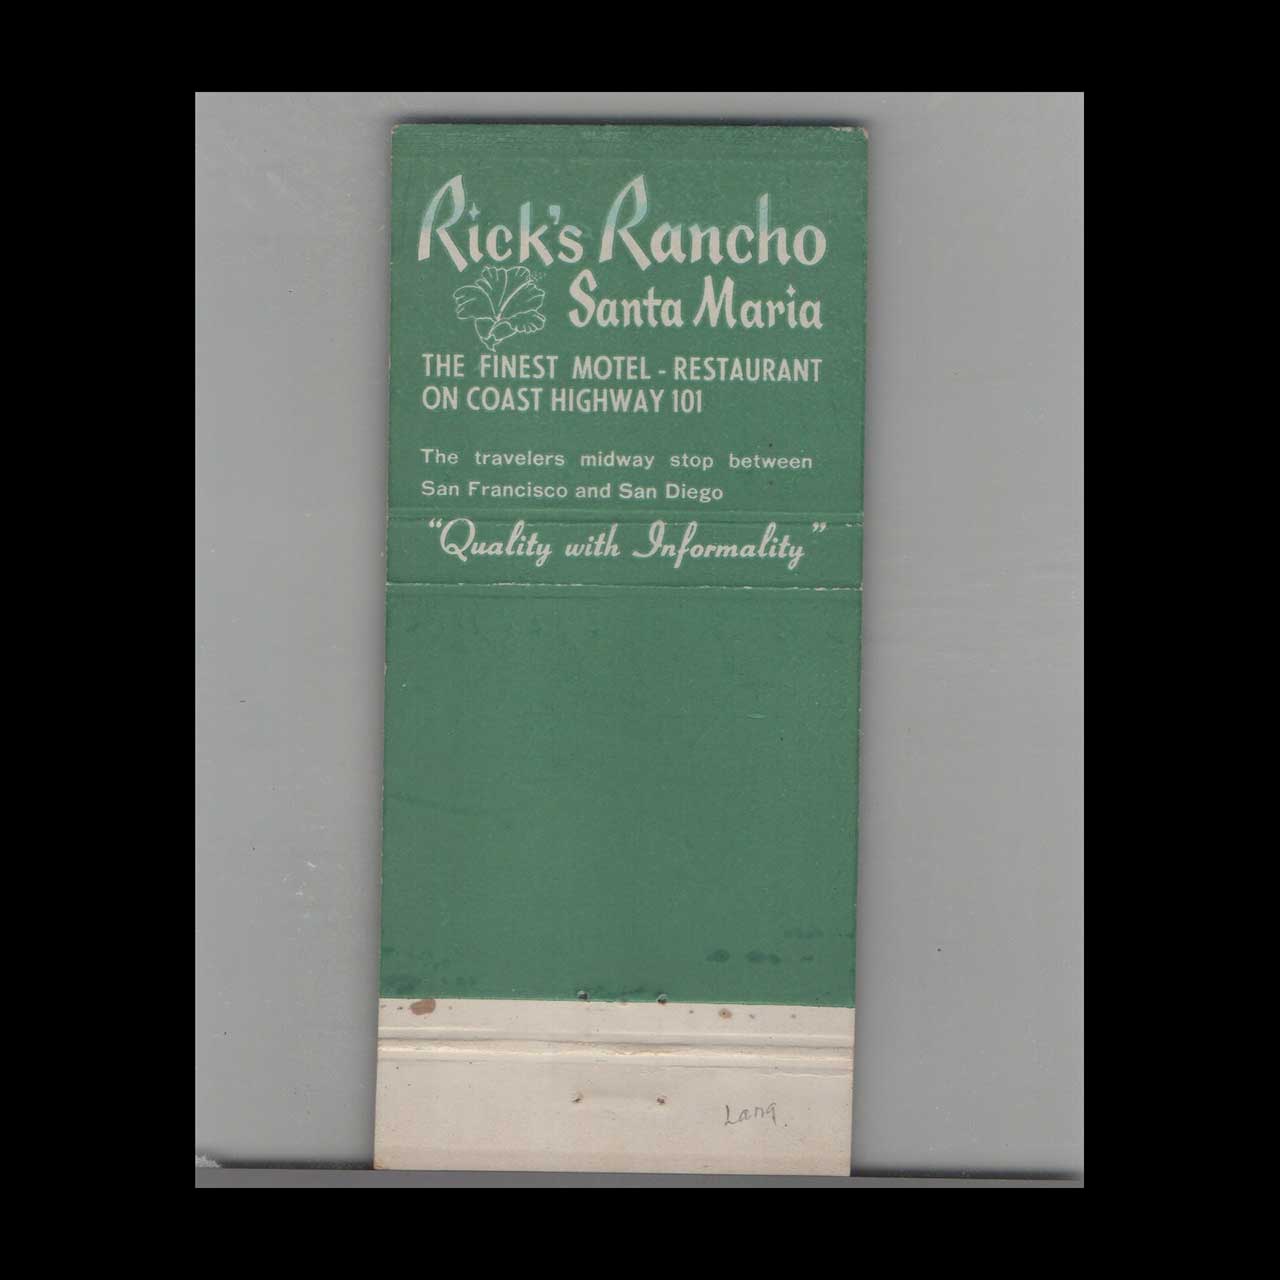 Rick's Rancho
Santa Maria
THE FINEST MOTEL - RESTAURANT
ON COAST HIGHWAY 101
The travelers midway stop between
San Francisco and San Diego
"Quality with Informality"
Lang.